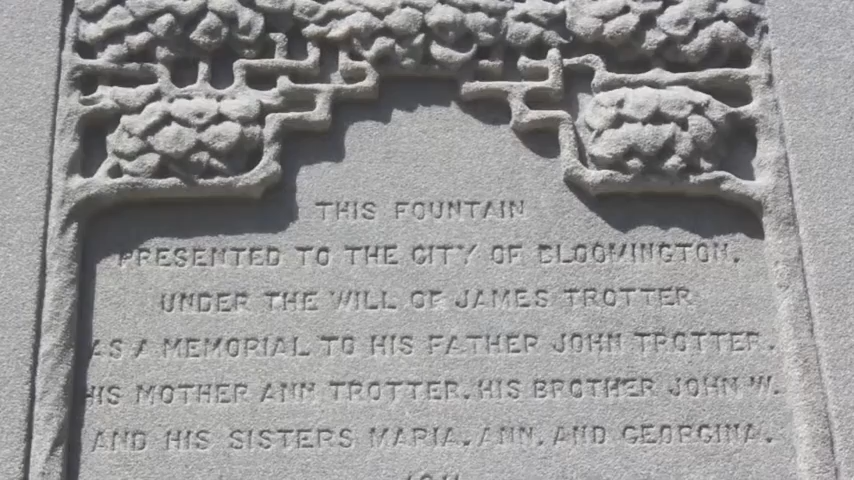 THIS FOUNTAIN
PRESENTED TO THE CITY OF BLOOMINGTON,
UNDER THE WILL OF JAMES TROTTER
AS A MEMORIAL TO HIS FATHER JOHN TROTTER,
HIS MOTHER ANN TROTTER, HIS BROTHER JOHN W.
AND HIS SISTERS MARIA, ANN, AND GEORGINA.